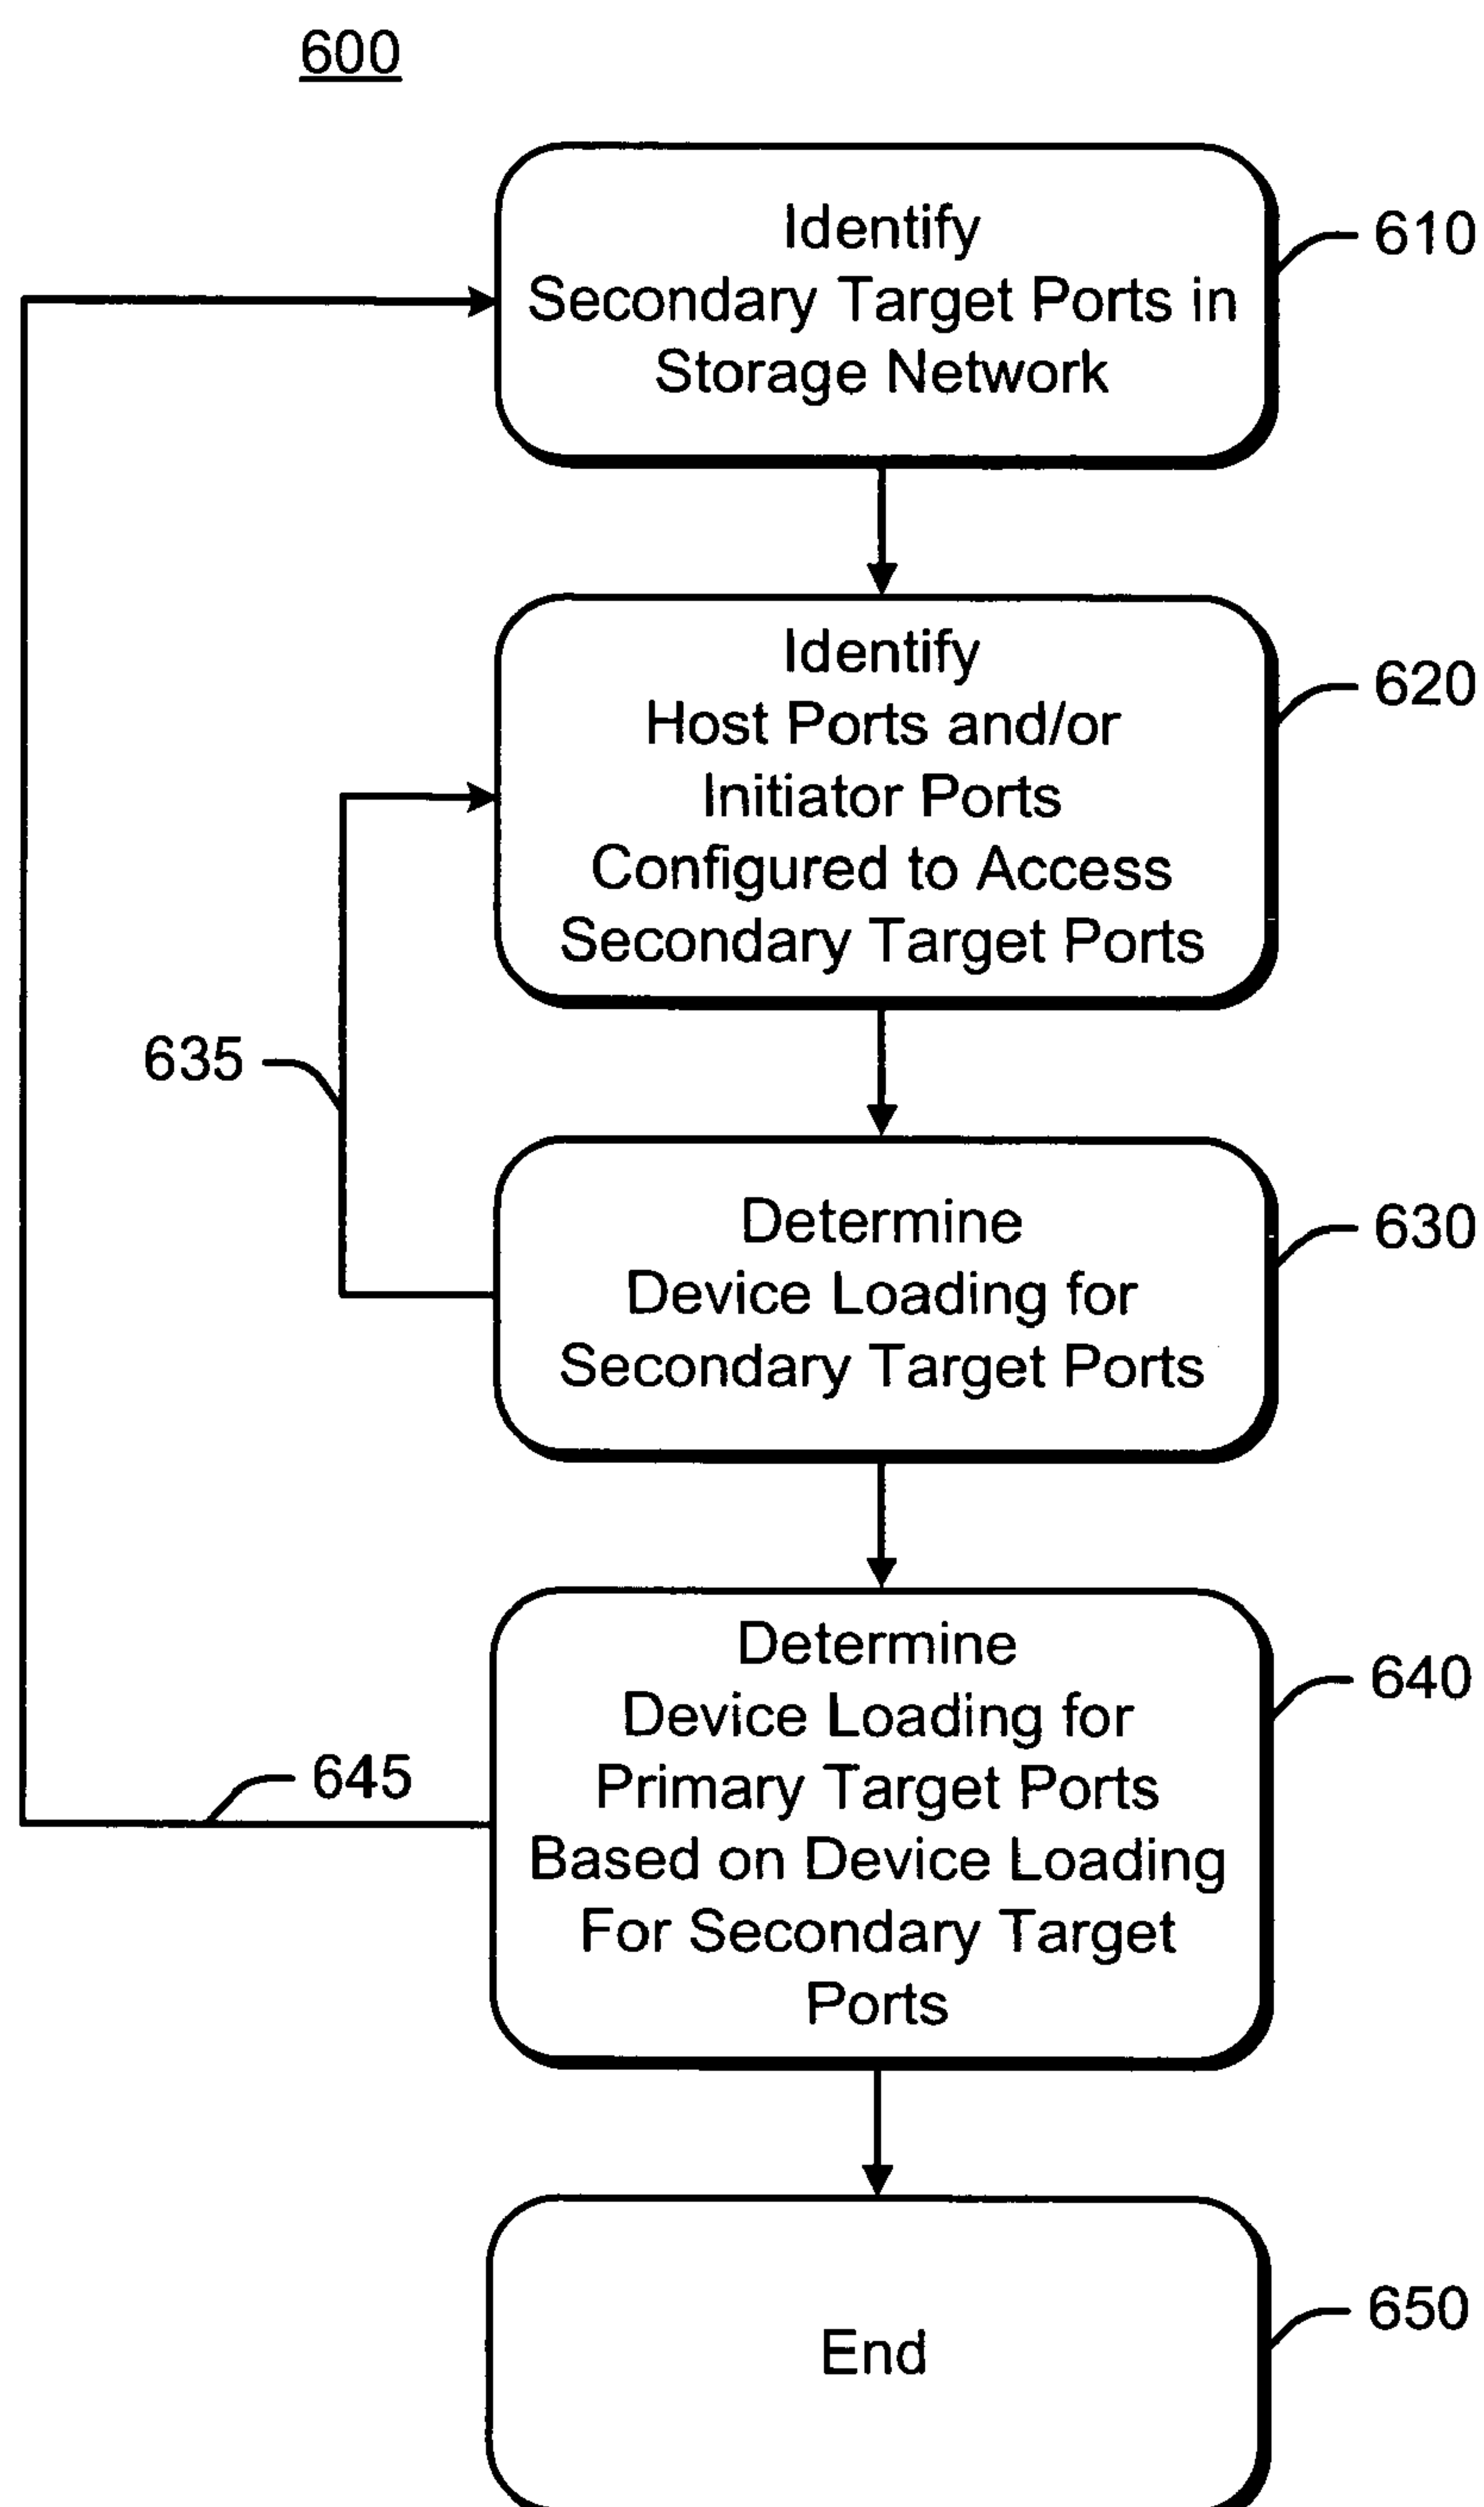 600
Identify
Secondary Target Ports in
Storage Network
610
Identify
Host Ports and/or
Initiator Ports
Configured to Access
Secondary Target Ports
620
635
Determine
Device Loading for
Secondary Target Ports
630
Determine
Device Loading for
Primary Target Ports
Based on Device Loading
For Secondary Target
Ports
640
645
End
650